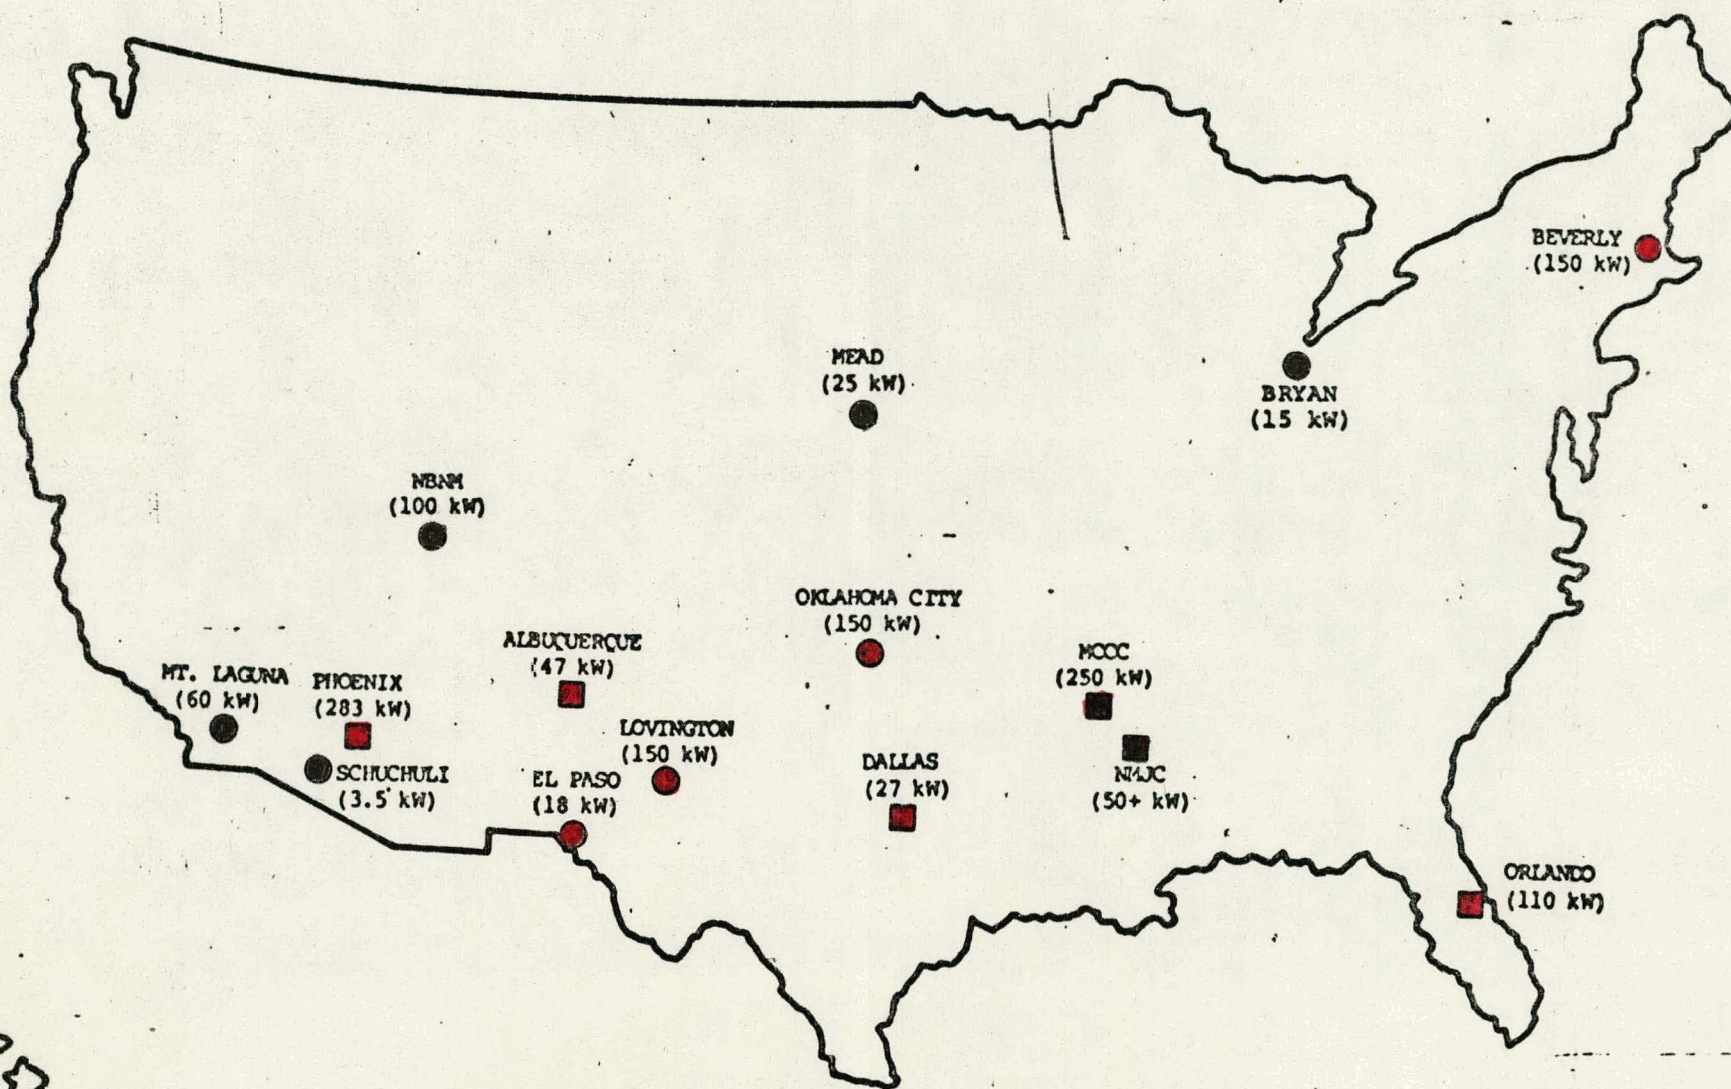 BEVERLY
(150 kW)
MEAD
(25 kW)
BRYAN
(15 kW)
NBNM
(100 kW)
OKLAHOMA CITY
(150 kW)
ALBUQUERQUE
(47 kW)
MCCC
(250 kW)
MT. LAGUNA
(60 kW)
PHOENIX
(283 kW)
LOVINGTON
(150 kW)
SCHUCHULI
(3.5 kW)
EL PASO
(18 kW)
DALLAS
(27 kW)
NMJC
(50+ kW)
ORLANDO
(110 kW)